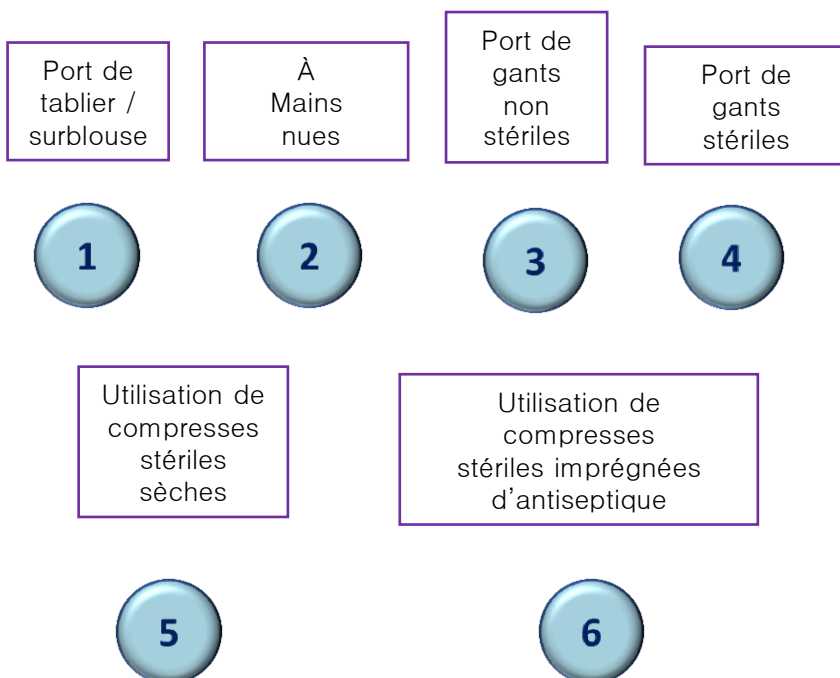 Port de
tablier /
surblouse
À
Mains
nues
Port de
gants
non
stériles
Port de
gants
stériles
1
2
3
4
Utilisation de
compresses
stériles
sèches
Utilisation de
compresses
stériles imprégnées
d’antiseptique
5
6